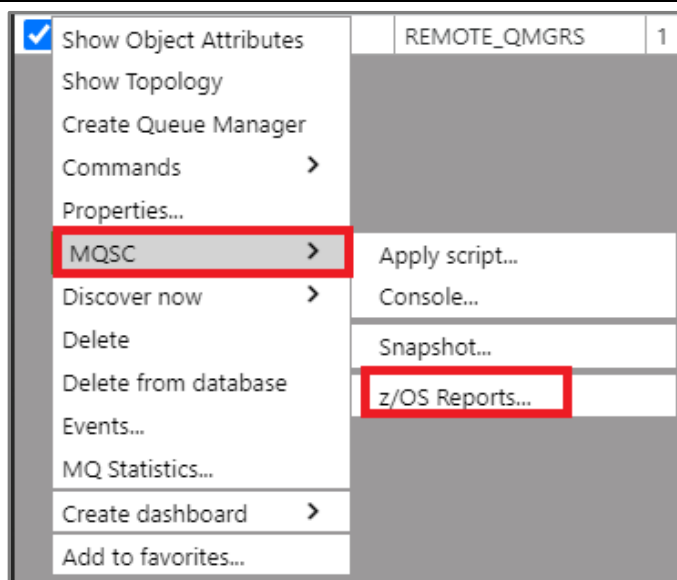 Show Object Attributes
REMOTE_QMGRS
1
Show Topology
Create Queue Manager
Commands
Properties...
MQSC
Discover now
Delete
Delete from database
Events...
MQ Statistics...
Create dashboard
Add to favorites...
Apply script...
Console...
Snapshot...
z/OS Reports...